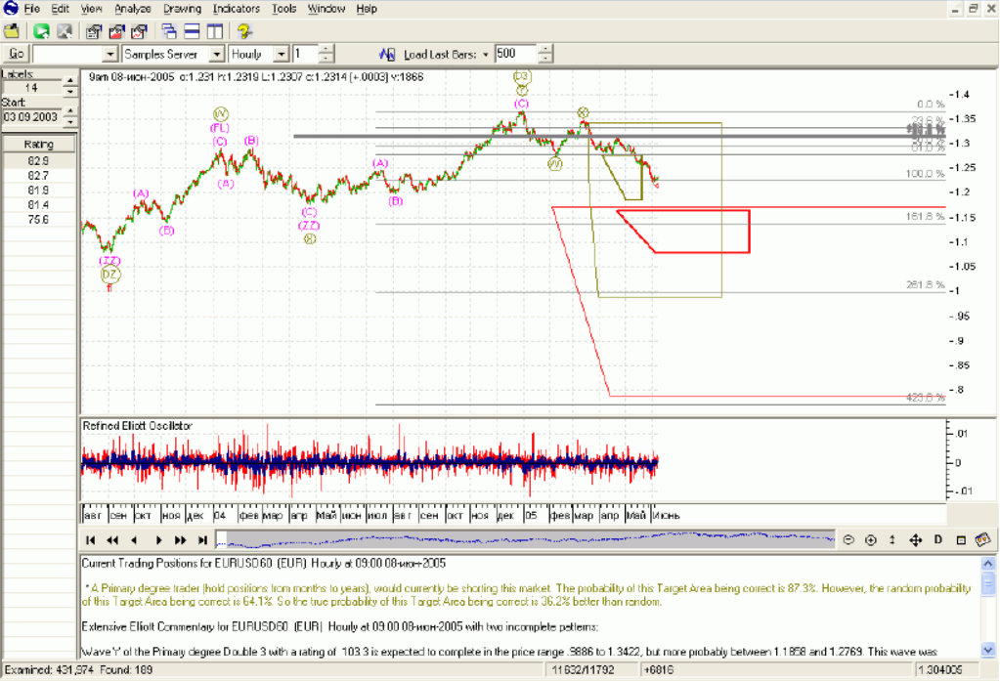 File Edit View Analyze Drawing Indicators Tools Window Help
Go Samples Server Hourly 1 Load Last Bars: 500
Labels:
14
Start:
03.09.2003
Rating
82.9
82.7
81.9
81.4
75.6
9am 08-июн-2005 o:1.231 h:1.2319 L:1.2307 c:1.2314 [+.0003] v:1866
D3
Y
(C)
W
(FL)
(C)
(B)
(A)
(A)
(B)
(C)
(ZZ)
X
(A)
(B)
X
W
(ZZ)
DZ
0.0 %
23.6 %
100.0 %
161.8 %
261.8 %
423.6 %
1.4
1.35
1.3
1.25
1.2
1.15
1.1
1.05
1
.95
.9
.85
.8
Refined Elliott Oscillator
.01
0
-.01
авг сен окт ноя дек 04 фев мар апр Май июн июл авг сен окт ноя дек 05 фев мар апр Май Июнь
D
Current Trading Positions for EURUSD60 (EUR) Hourly at 09:00 08-июн-2005
* A Primary degree trader (hold positions from months to years), would currently be shorting this market. The probability of this Target Area being correct is 87.3%. However, the random probability
of this Target Area being correct is 64.1%. So the true probability of this Target Area being correct is 36.2% better than random.
Extensive Elliott Commentary for EURUSD60 (EUR) Hourly at 09:00 08-июн-2005 with two incomplete patterns:
Wave 'Y' of the Primary degree Double 3 with a rating of 103.3 is expected to complete in the price range .9886 to 1.3422, but more probably between 1.1858 and 1.2769. This wave was
Examined: 431,974 Found: 189 11632/11792 +6816 1.304005